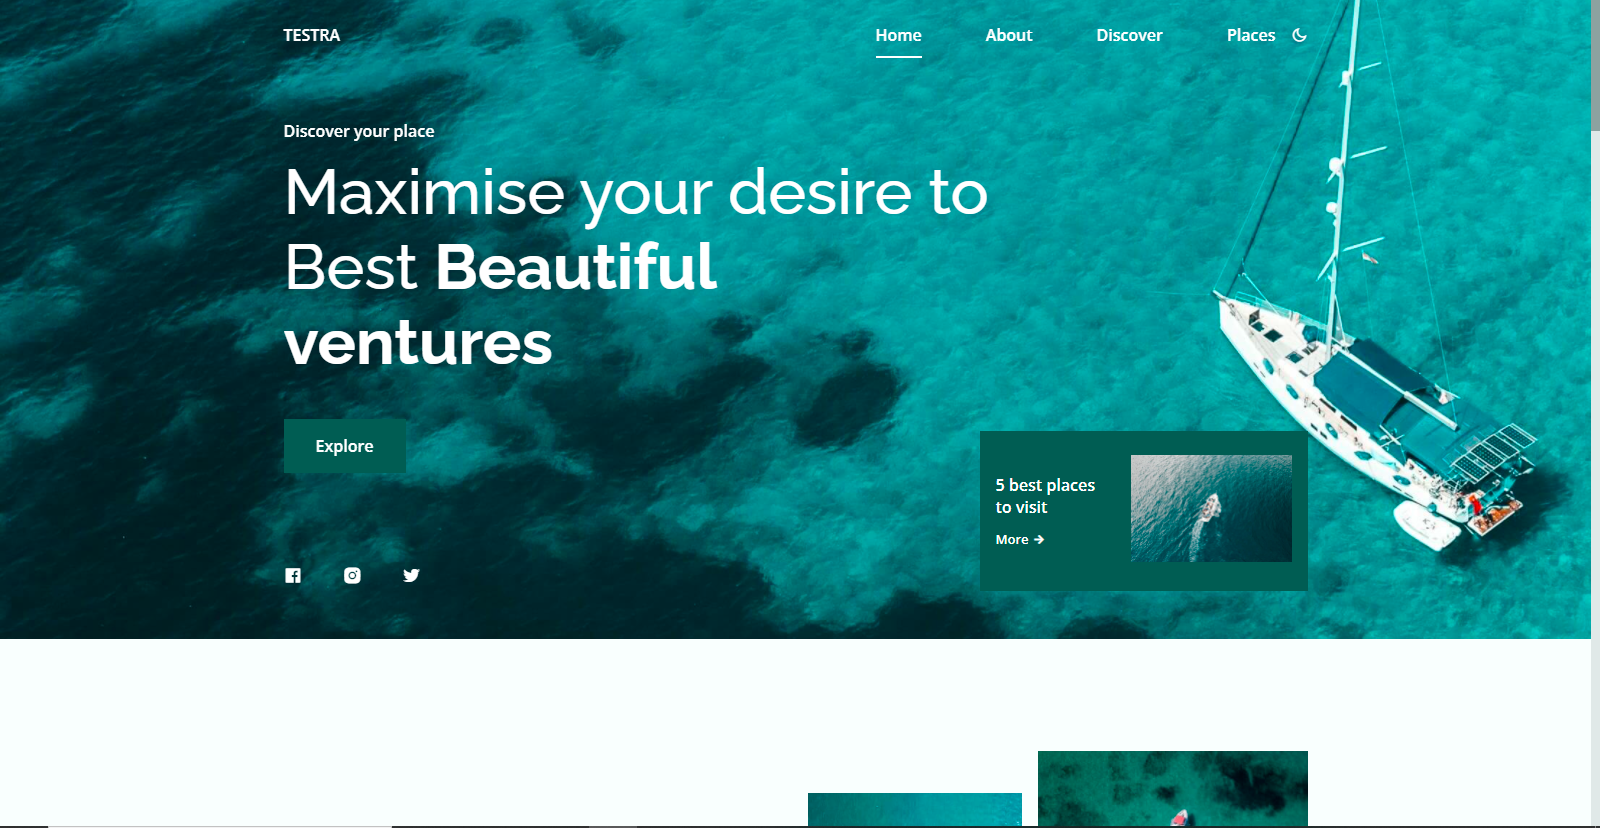 TESTRA
Home
About
Discover
Places
Discover your place
Maximise your desire to
Best Beautiful
ventures
Explore
5 best places
to visit
More →